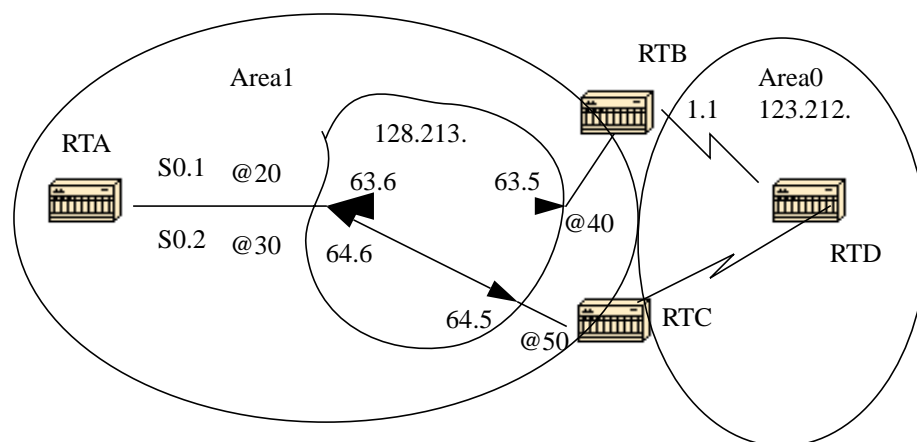 RTB
Area1
Area0
123.212.
1.1
128.213.
RTA
S0.1
@20
63.6
63.5
@40
S0.2
@30
64.6
RTD
64.5
@50
RTC